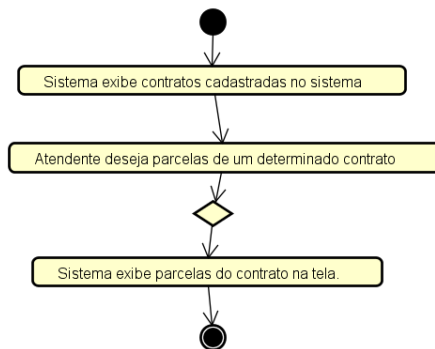 Sistema exibe contratos cadastradas no sistema
Atendente deseja parcelas de um determinado contrato
Sistema exibe parcelas do contrato na tela.